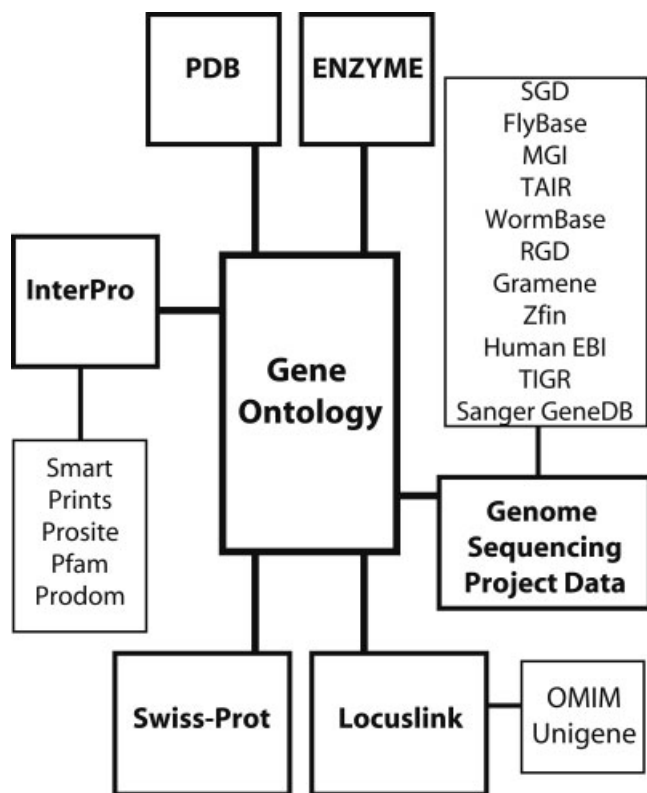 PDB
ENZYME
SGD
FlyBase
MGI
TAIR
WormBase
RGD
Gramene
Zfin
Human EBI
TIGR
Sanger GeneDB
InterPro
Gene
Ontology
Smart
Prints
Prosite
Pfam
Prodom
Genome
Sequencing
Project Data
Swiss-Prot
Locuslink
OMIM
Unigene